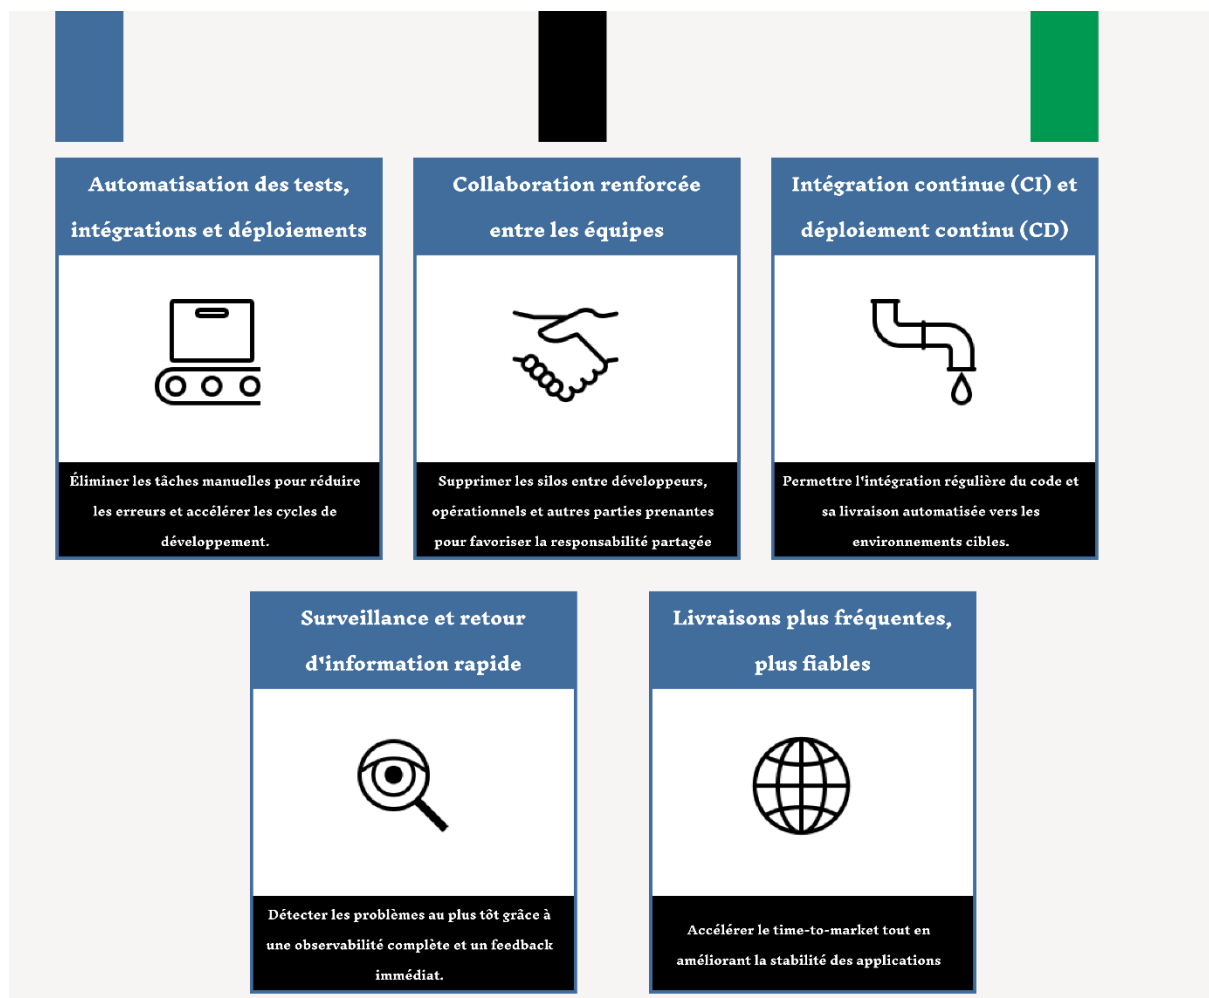 Automatisation des tests,
intégrations et déploiements
Éliminer les tâches manuelles pour réduire
les erreurs et accélérer les cycles de
développement.
Collaboration renforcée
entre les équipes
Supprimer les silos entre développeurs,
opérationnels et autres parties prenantes
pour favoriser la responsabilité partagée
Intégration continue (CI) et
déploiement continu (CD)
Permettre l'intégration régulière du code et
sa livraison automatisée vers les
environnements cibles.
Surveillance et retour
d'information rapide
Détecter les problèmes au plus tôt grâce à
une observabilité complète et un feedback
immédiat.
Livraisons plus fréquentes,
plus fiables
Accélérer le time-to-market tout en
améliorant la stabilité des applications